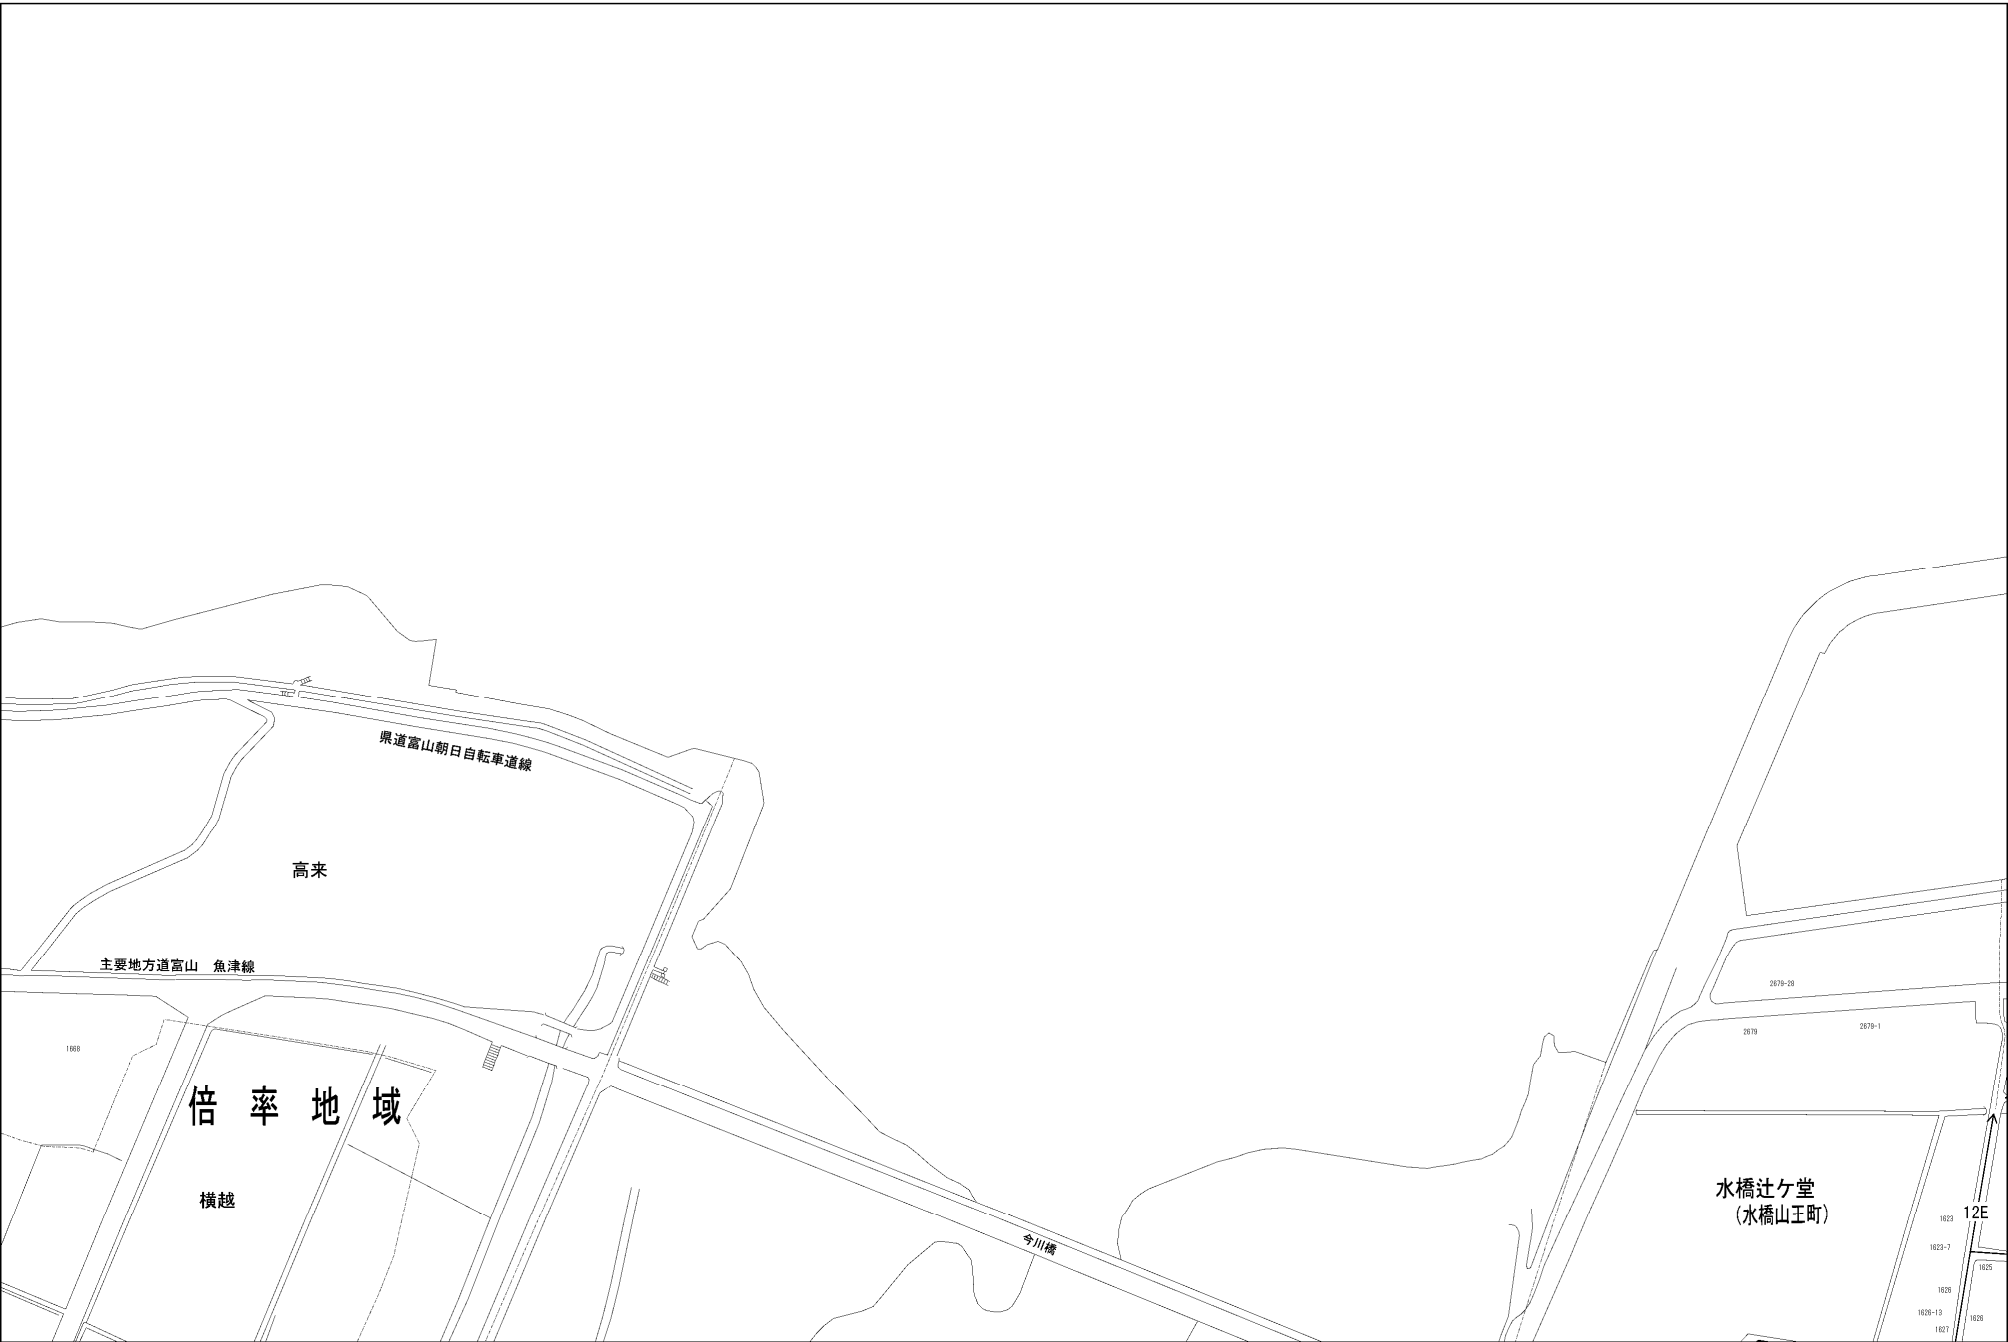 県道富山朝日自転車道線
高来
主要地方道富山　魚津線
2679-28
2679
2679-1
1668
倍率地域
水橋辻ケ堂
（水橋山王町）
横越
12E
1623
今川橋
1623-7
1625
1626
1626-13
1626
1627